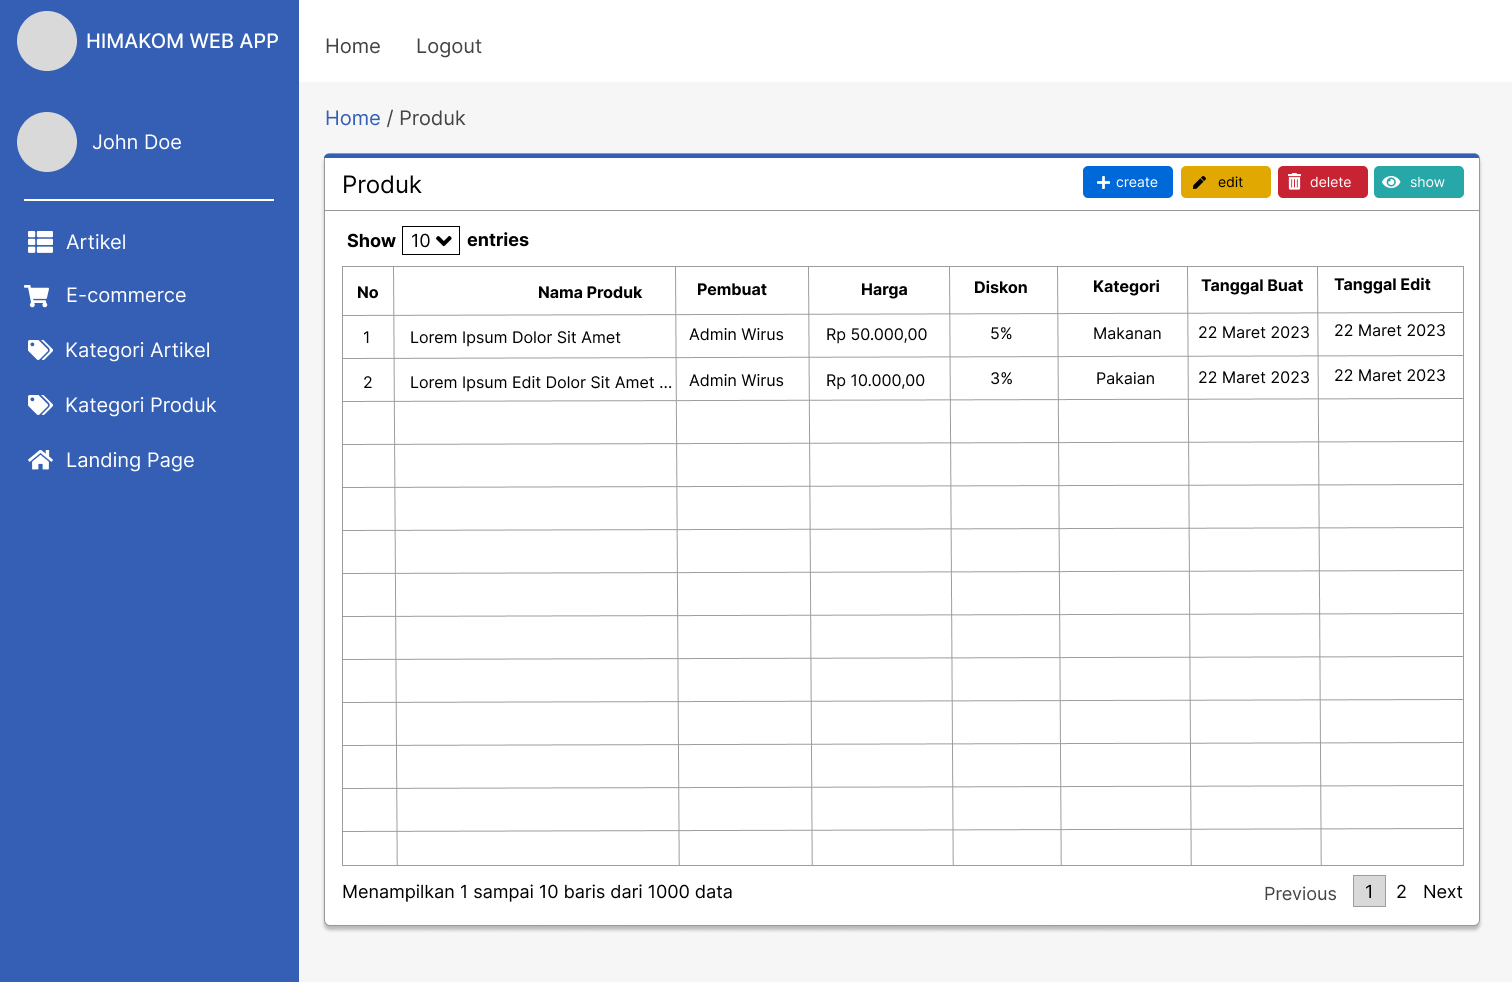 HIMAKOM WEB APP
John Doe
Artikel
E-commerce
Kategori Artikel
Kategori Produk
Landing Page
Home Logout
Home / Produk
Produk
create edit delete show
Show 10 entries
No Nama Produk Pembuat Harga Diskon Kategori Tanggal Buat Tanggal Edit
1 Lorem Ipsum Dolor Sit Amet Admin Wirus Rp 50.000,00 5% Makanan 22 Maret 2023 22 Maret 2023
2 Lorem Ipsum Edit Dolor Sit Amet ... Admin Wirus Rp 10.000,00 3% Pakaian 22 Maret 2023 22 Maret 2023
Menampilkan 1 sampai 10 baris dari 1000 data
Previous 1 2 Next